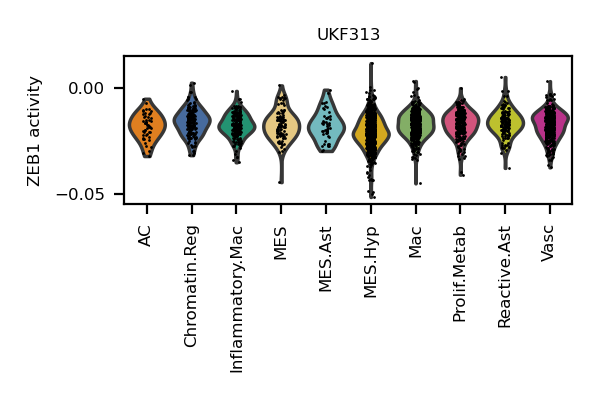 UKF313
ZEB1 activity
0.00
−0.05
AC
Chromatin.Reg
Inflammatory.Mac
MES
MES.Ast
MES.Hyp
Mac
Prolif.Metab
Reactive.Ast
Vasc